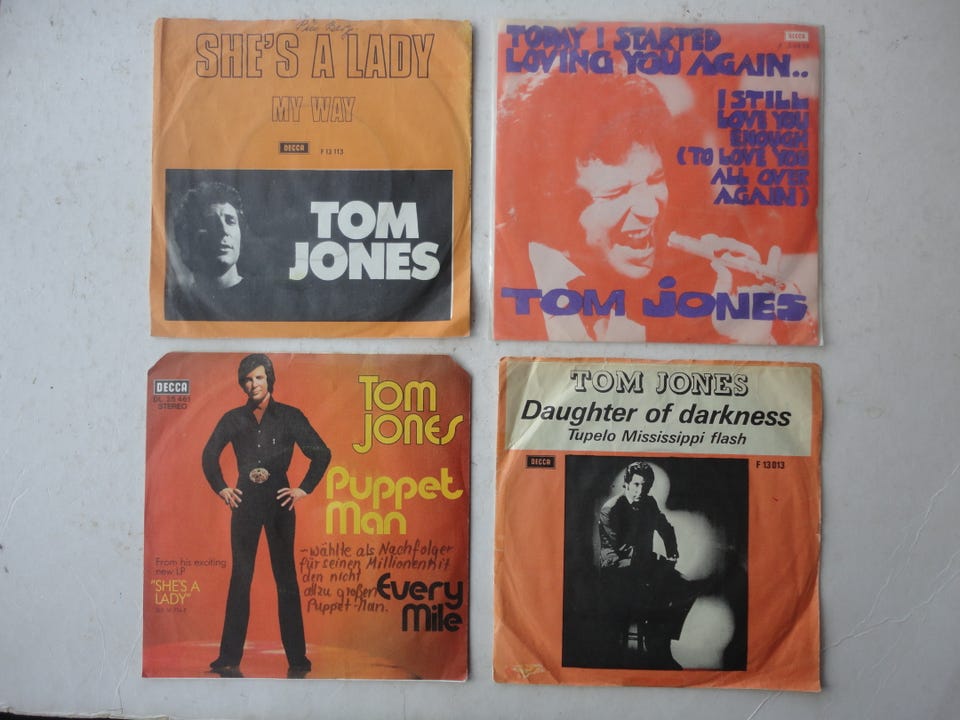 SHE'S A LADY
MY WAY
DECCA
F 13 113
TOM
JONES
TODAY I STARTED
LOVING YOU AGAIN..
DECCA
I STILL
LOVE YOU
ENOUGH
(TO LOVE YOU
ALL OVER
AGAIN)
TOM JONES
DECCA
DL 25 461
STEREO
Tom
Jones
Puppet
Man
-wählte als Nachfolger
für seinen Millionenhit
den nicht
allzu großen
Puppet-Man.
Every
Mile
From his exciting
new LP
"SHE'S A
LADY"
TOM JONES
Daughter of darkness
Tupelo Mississippi flash
DECCA
F 13013